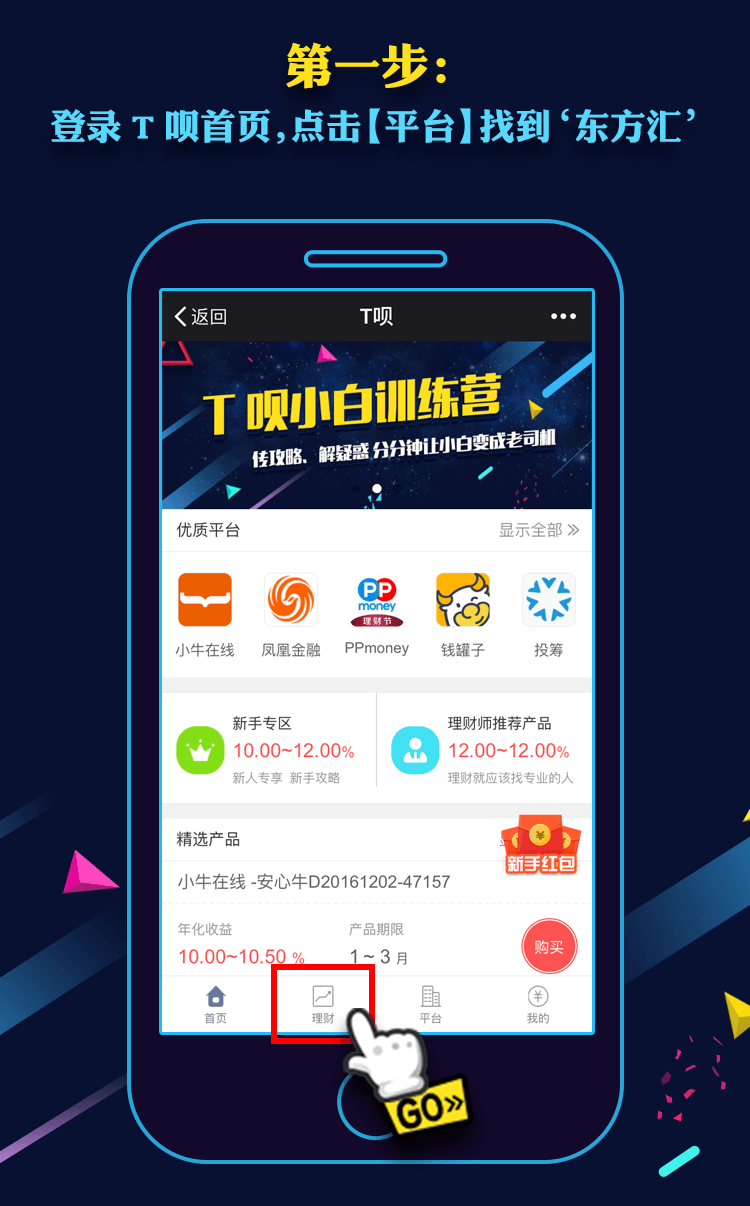 第一步:
登录 T 呗首页,点击【平台】找到‘东方汇’
返回
T呗
T 呗小白训练营
传攻略、解疑惑 分分钟让小白变成老司机
优质平台
显示全部
PP
money
理财节
小牛在线
凤凰金融
PPmoney
钱罐子
投筹
新手专区
10.00~12.00%
新人专享 新手攻略
理财师推荐产品
12.00~12.00%
理财就应该找专业的人
精选产品
新手红包
小牛在线 -安心牛D20161202-47157
年化收益
产品期限
10.00~10.50 %
1 ~ 3 月
购买
首页
理财
平台
我的
GO»